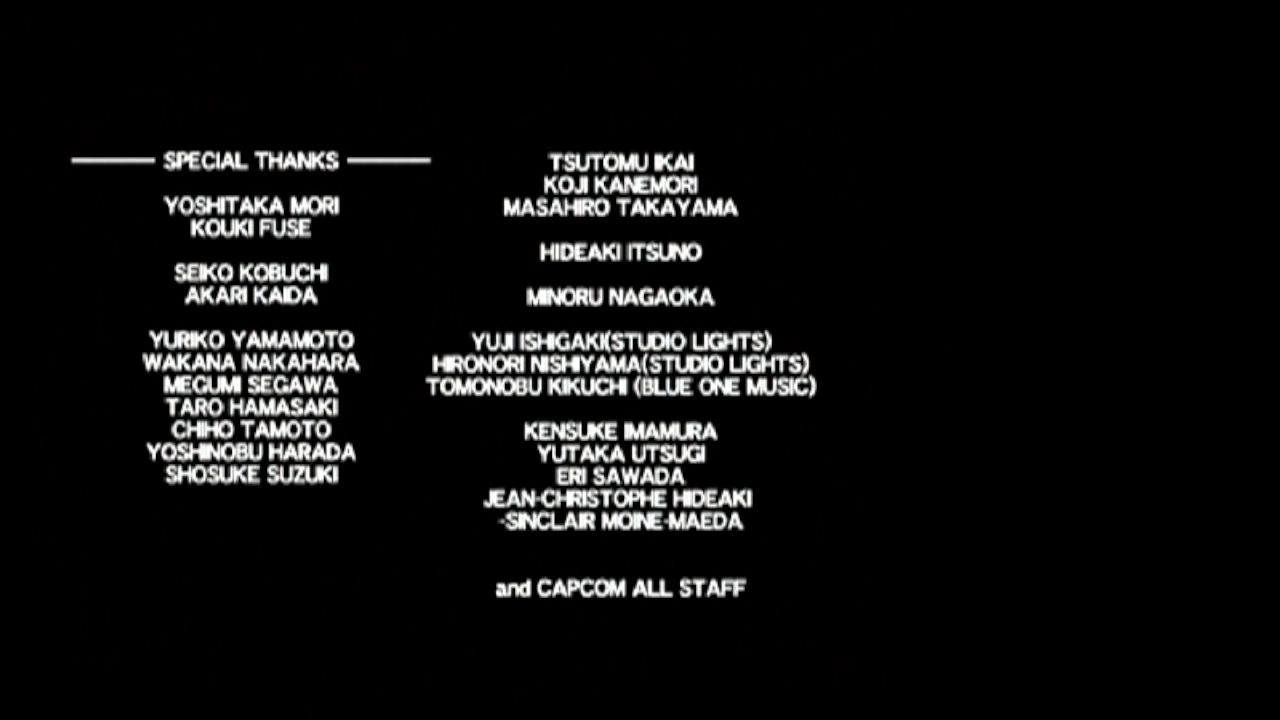 SPECIAL THANKS
YOSHITAKA MORI
KOUKI FUSE
SEIKO KOBUCHI
AKARI KAIDA
YURIKO YAMAMOTO
WAKANA NAKAHARA
MEGUMI SEGAWA
TARO HAMASAKI
CHIHO TAMOTO
YOSHINOBU HARADA
SHOSUKE SUZUKI
TSUTOMU IKAI
KOJI KANEMORI
MASAHIRO TAKAYAMA
HIDEAKI ITSUNO
MINORU NAGAOKA
YUJI ISHIGAKI(STUDIO LIGHTS)
HIRONORI NISHIYAMA(STUDIO LIGHTS)
TOMONOBU KIKUCHI (BLUE ONE MUSIC)
KENSUKE IMAMURA
YUTAKA UTSUGI
ERI SAWADA
JEAN-CHRISTOPHE HIDEAKI
-SINCLAIR MOINE-MAEDA
and CAPCOM ALL STAFF